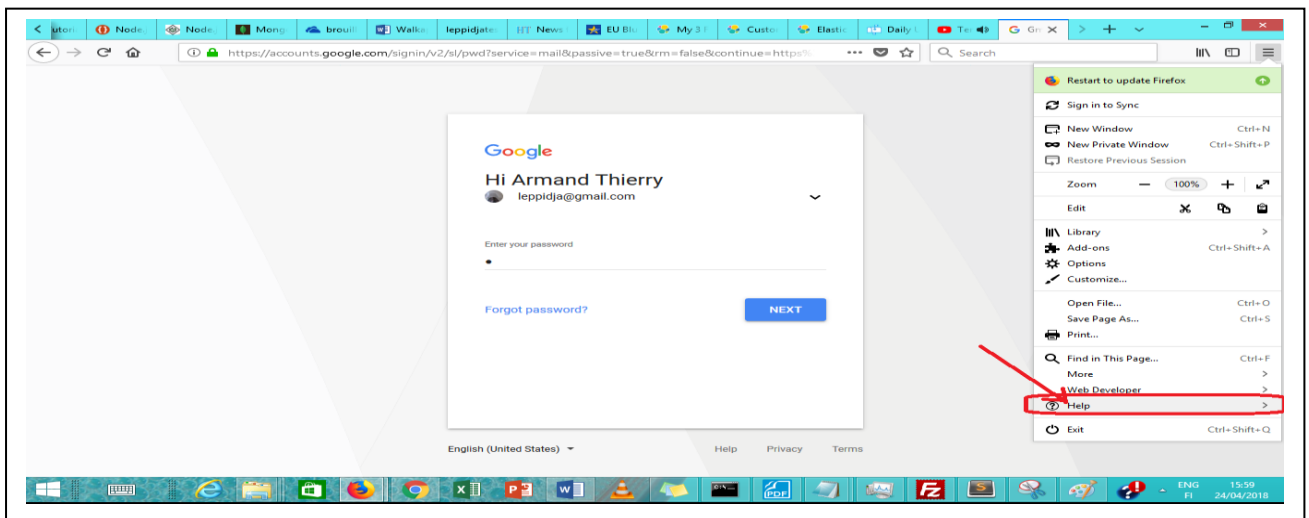 utori Node. Node. Mong brouil Walka leppidjate HT News EU Blu My 3 F Custo Elastic Daily Te G Gm
https://accounts.google.com/signin/v2/sl/pwd?service=mail&passive=true&rm=false&continue=https% Search
Restart to update Firefox
Sign in to Sync
New Window Ctrl+N
New Private Window Ctrl+Shift+P
Restore Previous Session
Zoom 100%
Edit
Library
Add-ons Ctrl+Shift+A
Options
Customize...
Open File... Ctrl+O
Save Page As... Ctrl+S
Print...
Find in This Page... Ctrl+F
More
Web Developer
Help
Exit Ctrl+Shift+Q
Google
Hi Armand Thierry
leppidja@gmail.com
Enter your password
Forgot password? NEXT
English (United States) Help Privacy Terms
ENG 15:59
FI 24/04/2018